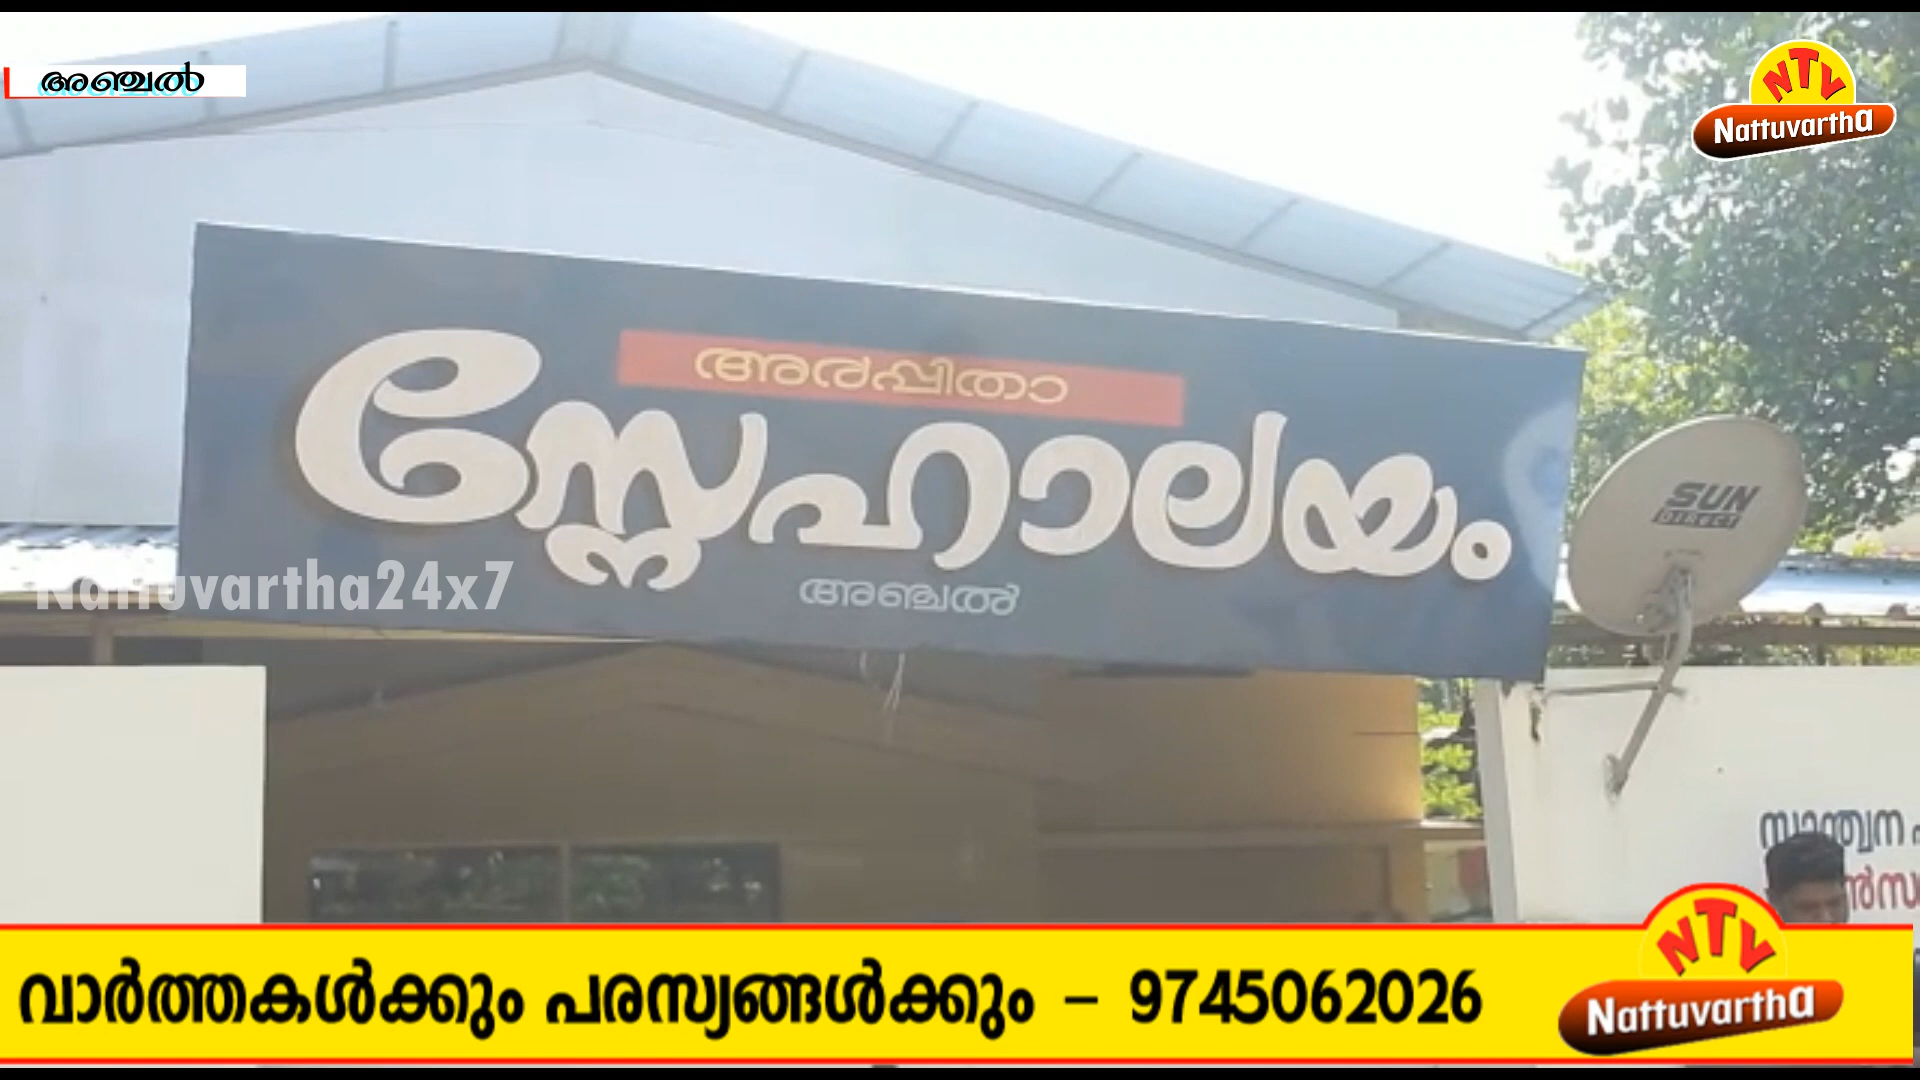 അഞ്ചൽ
NTV
Nattuvartha
അർപ്പിതാ
സ്നേഹാലയം
അഞ്ചൽ
SUN
DIRECT
Nattuvartha24x7
സാന്ത്വന
വാർത്തകൾക്കും പരസ്യങ്ങൾക്കും – 9745062026
NTV
Nattuvartha